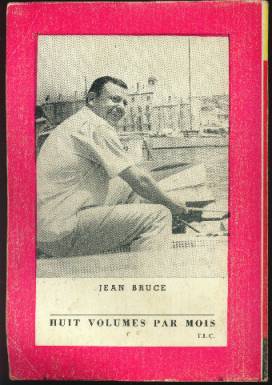 JEAN BRUCE
HUIT VOLUMES PAR MOIS
T.L.C.